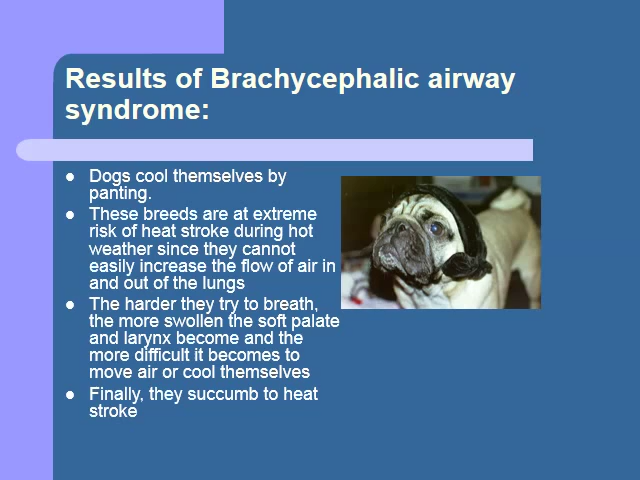 Results of Brachycephalic airway
syndrome:
Dogs cool themselves by
panting.
These breeds are at extreme
risk of heat stroke during hot
weather since they cannot
easily increase the flow of air in
and out of the lungs
The harder they try to breath,
the more swollen the soft palate
and larynx become and the
more difficult it becomes to
move air or cool themselves
Finally, they succumb to heat
stroke